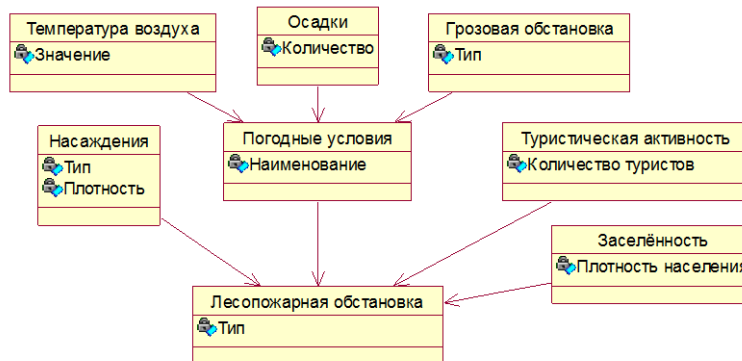 Температура воздуха
Значение
Осадки
Количество
Грозовая обстановка
Тип
Насаждения
Тип
Плотность
Погодные условия
Наименование
Туристическая активность
Количество туристов
Заселённость
Плотность населения
Лесопожарная обстановка
Тип